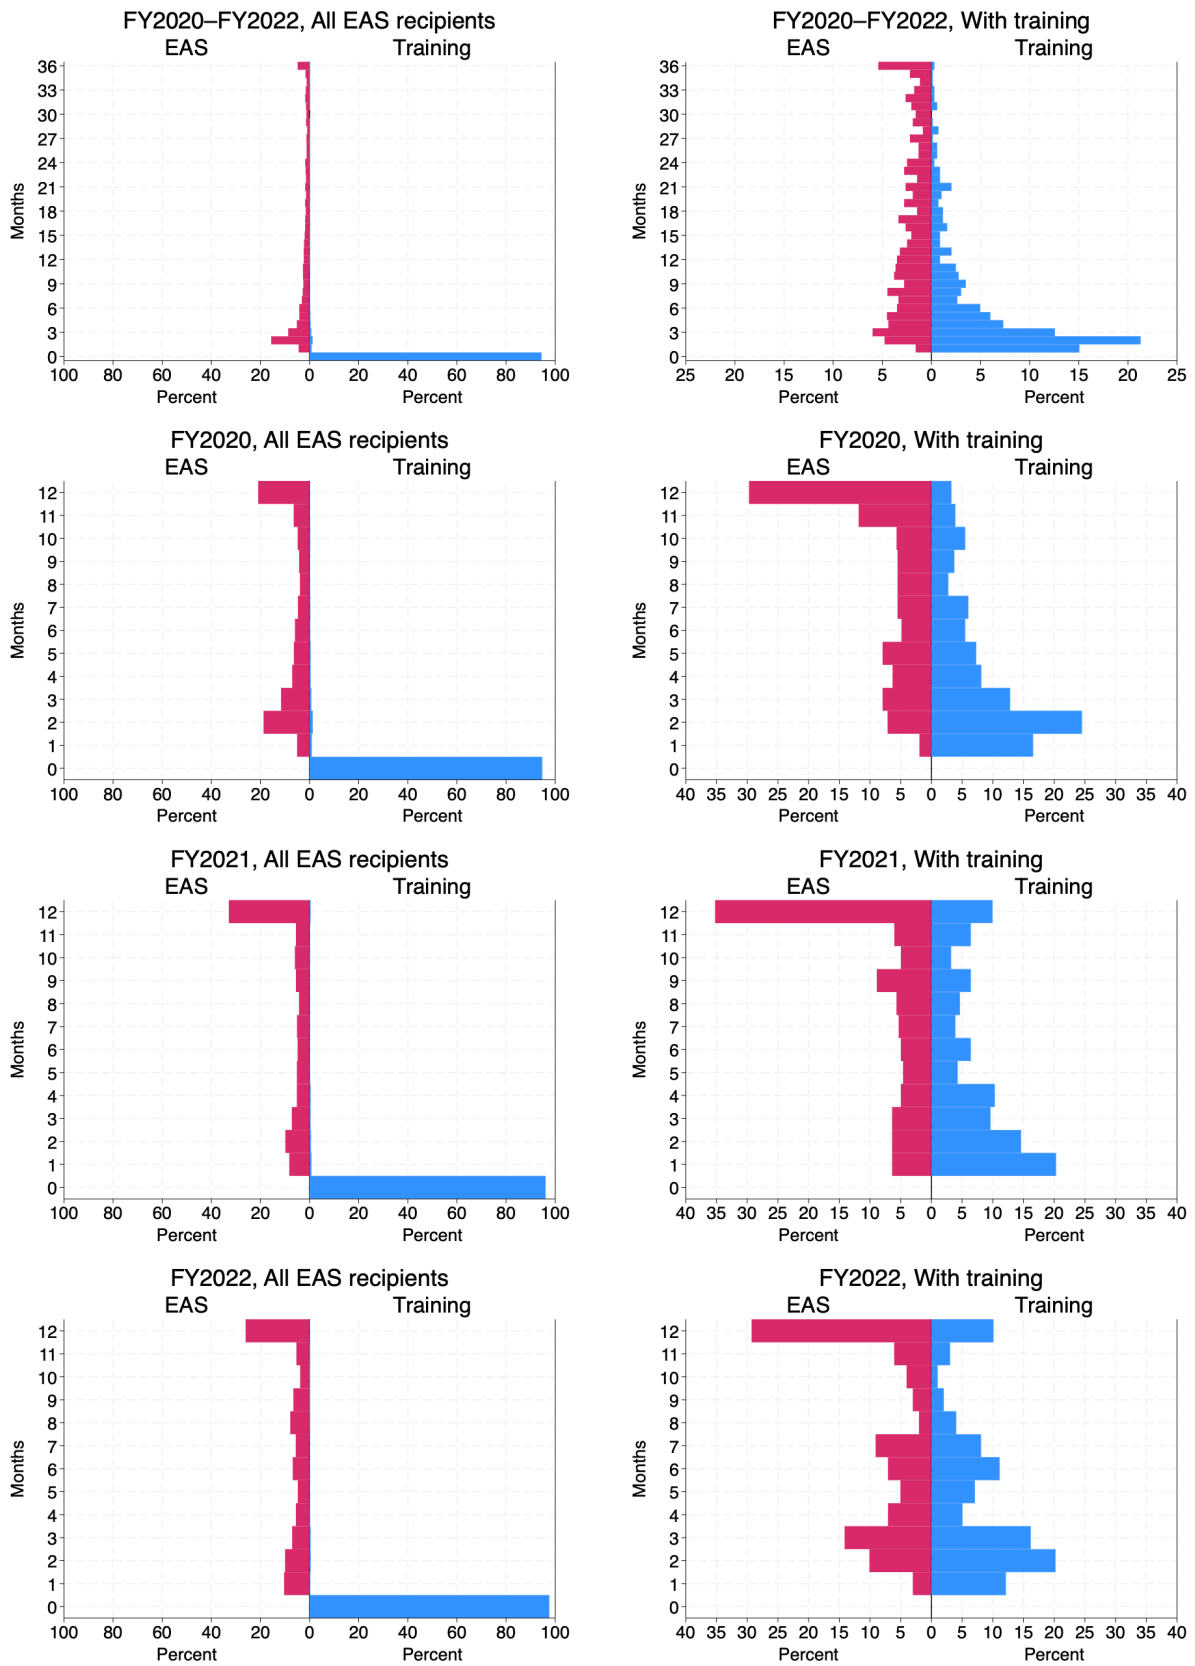 FY2020–FY2022, All EAS recipients
EAS Training
36
33
30
27
24
21
18
15
12
9
6
3
0
Months
100 80 60 40 20 0 20 40 60 80 100
Percent Percent
FY2020–FY2022, With training
EAS Training
36
33
30
27
24
21
18
15
12
9
6
3
0
Months
25 20 15 10 5 0 5 10 15 20 25
Percent Percent
FY2020, All EAS recipients
EAS Training
12
11
10
9
8
7
6
5
4
3
2
1
0
Months
100 80 60 40 20 0 20 40 60 80 100
Percent Percent
FY2020, With training
EAS Training
12
11
10
9
8
7
6
5
4
3
2
1
0
Months
40 35 30 25 20 15 10 5 0 5 10 15 20 25 30 35 40
Percent Percent
FY2021, All EAS recipients
EAS Training
12
11
10
9
8
7
6
5
4
3
2
1
0
Months
100 80 60 40 20 0 20 40 60 80 100
Percent Percent
FY2021, With training
EAS Training
12
11
10
9
8
7
6
5
4
3
2
1
0
Months
40 35 30 25 20 15 10 5 0 5 10 15 20 25 30 35 40
Percent Percent
FY2022, All EAS recipients
EAS Training
12
11
10
9
8
7
6
5
4
3
2
1
0
Months
100 80 60 40 20 0 20 40 60 80 100
Percent Percent
FY2022, With training
EAS Training
12
11
10
9
8
7
6
5
4
3
2
1
0
Months
40 35 30 25 20 15 10 5 0 5 10 15 20 25 30 35 40
Percent Percent